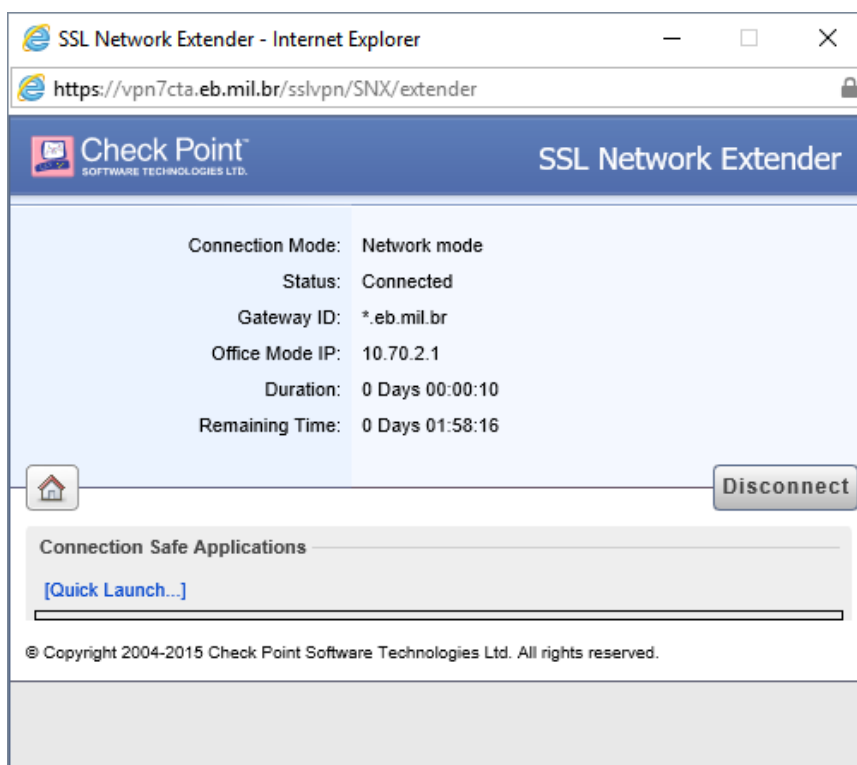 SSL Network Extender - Internet Explorer
https://vpn7cta.eb.mil.br/sslvpn/SNX/extender
Check Point™
SOFTWARE TECHNOLOGIES LTD.
SSL Network Extender
Connection Mode: Network mode
Status: Connected
Gateway ID: *.eb.mil.br
Office Mode IP: 10.70.2.1
Duration: 0 Days 00:00:10
Remaining Time: 0 Days 01:58:16
Disconnect
Connection Safe Applications
[Quick Launch...]
© Copyright 2004-2015 Check Point Software Technologies Ltd. All rights reserved.